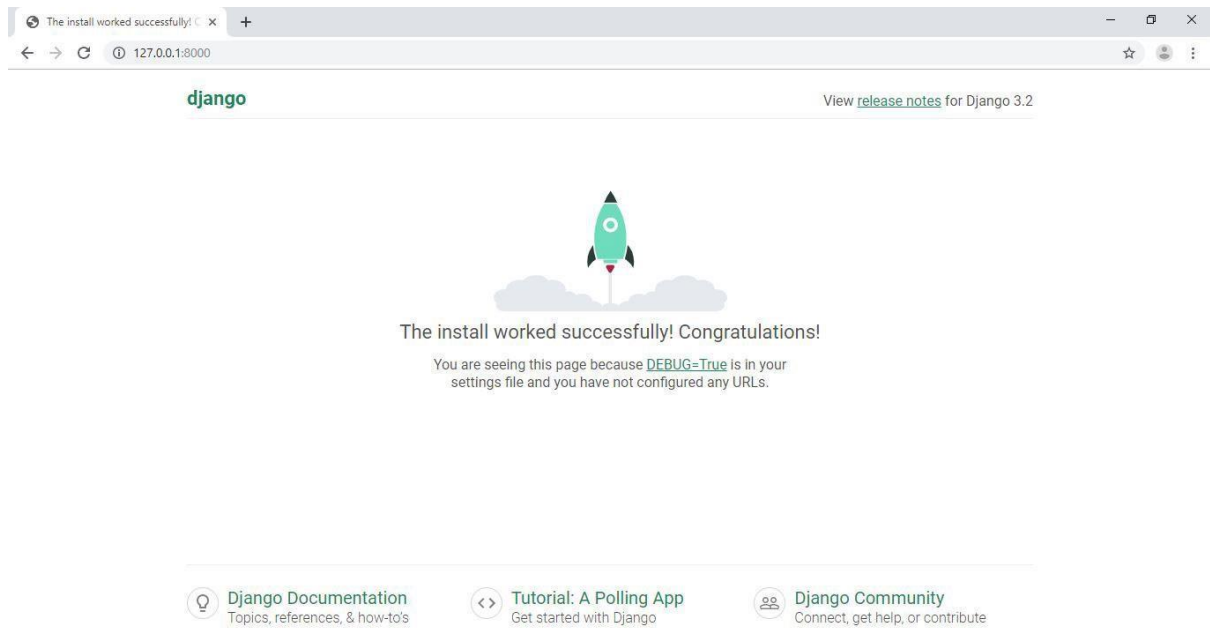 The install worked successfully! C
127.0.0.1:8000
django
View release notes for Django 3.2
The install worked successfully! Congratulations!
You are seeing this page because DEBUG=True is in your
settings file and you have not configured any URLs.
Django Documentation
Topics, references, & how-to's
Tutorial: A Polling App
Get started with Django
Django Community
Connect, get help, or contribute